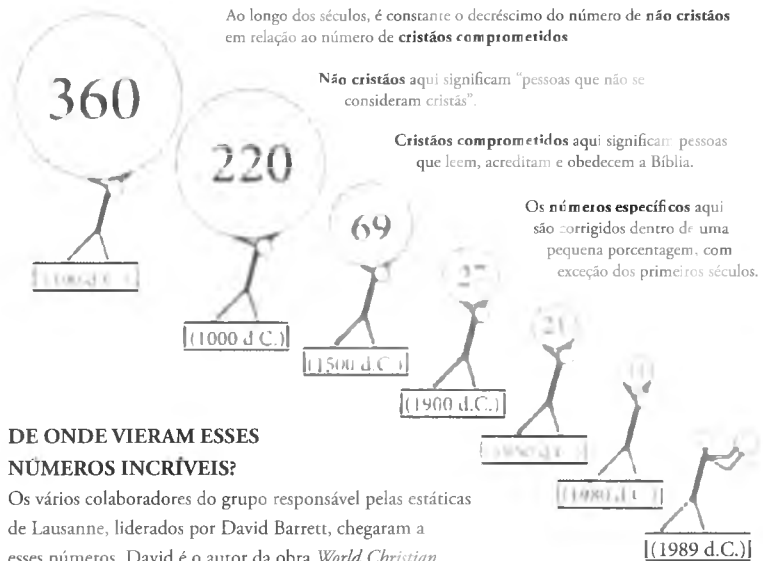 Ao longo dos séculos, é constante o decréscimo do número de não cristãos
em relação ao número de cristãos comprometidos
Não cristãos aqui significam “pessoas que não se
consideram cristãs”.
Cristãos comprometidos aqui significam pessoas
que leem, acreditam e obedecem a Bíblia.
Os números específicos aqui
são corrigidos dentro de uma
pequena porcentagem, com
exceção dos primeiros séculos.
360
220
69
27
21
(1000 d.C.)
(1500 d.C.)
(1900 d.C.)
(1980 d.C.)
(1989 d.C.)
DE ONDE VIERAM ESSES
NÚMEROS INCRÍVEIS?
Os vários colaboradores do grupo responsável pelas estáticas
de Lausanne, liderados por David Barrett, chegaram a
esses números. David é o autor da obra World Christian